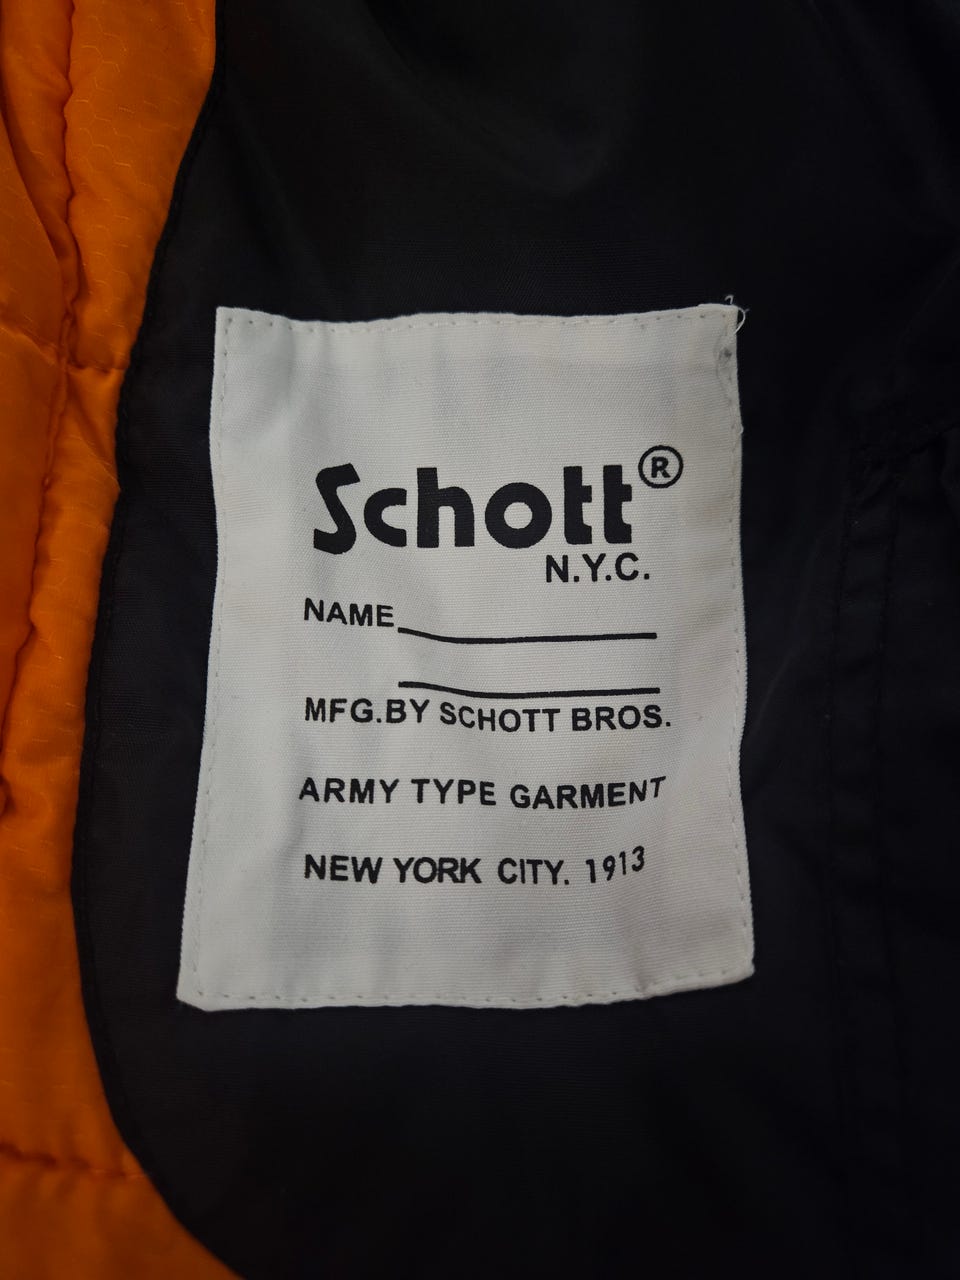 Schott®
N.Y.C.
NAME
MFG.BY SCHOTT BROS.
ARMY TYPE GARMENT
NEW YORK CITY. 1913